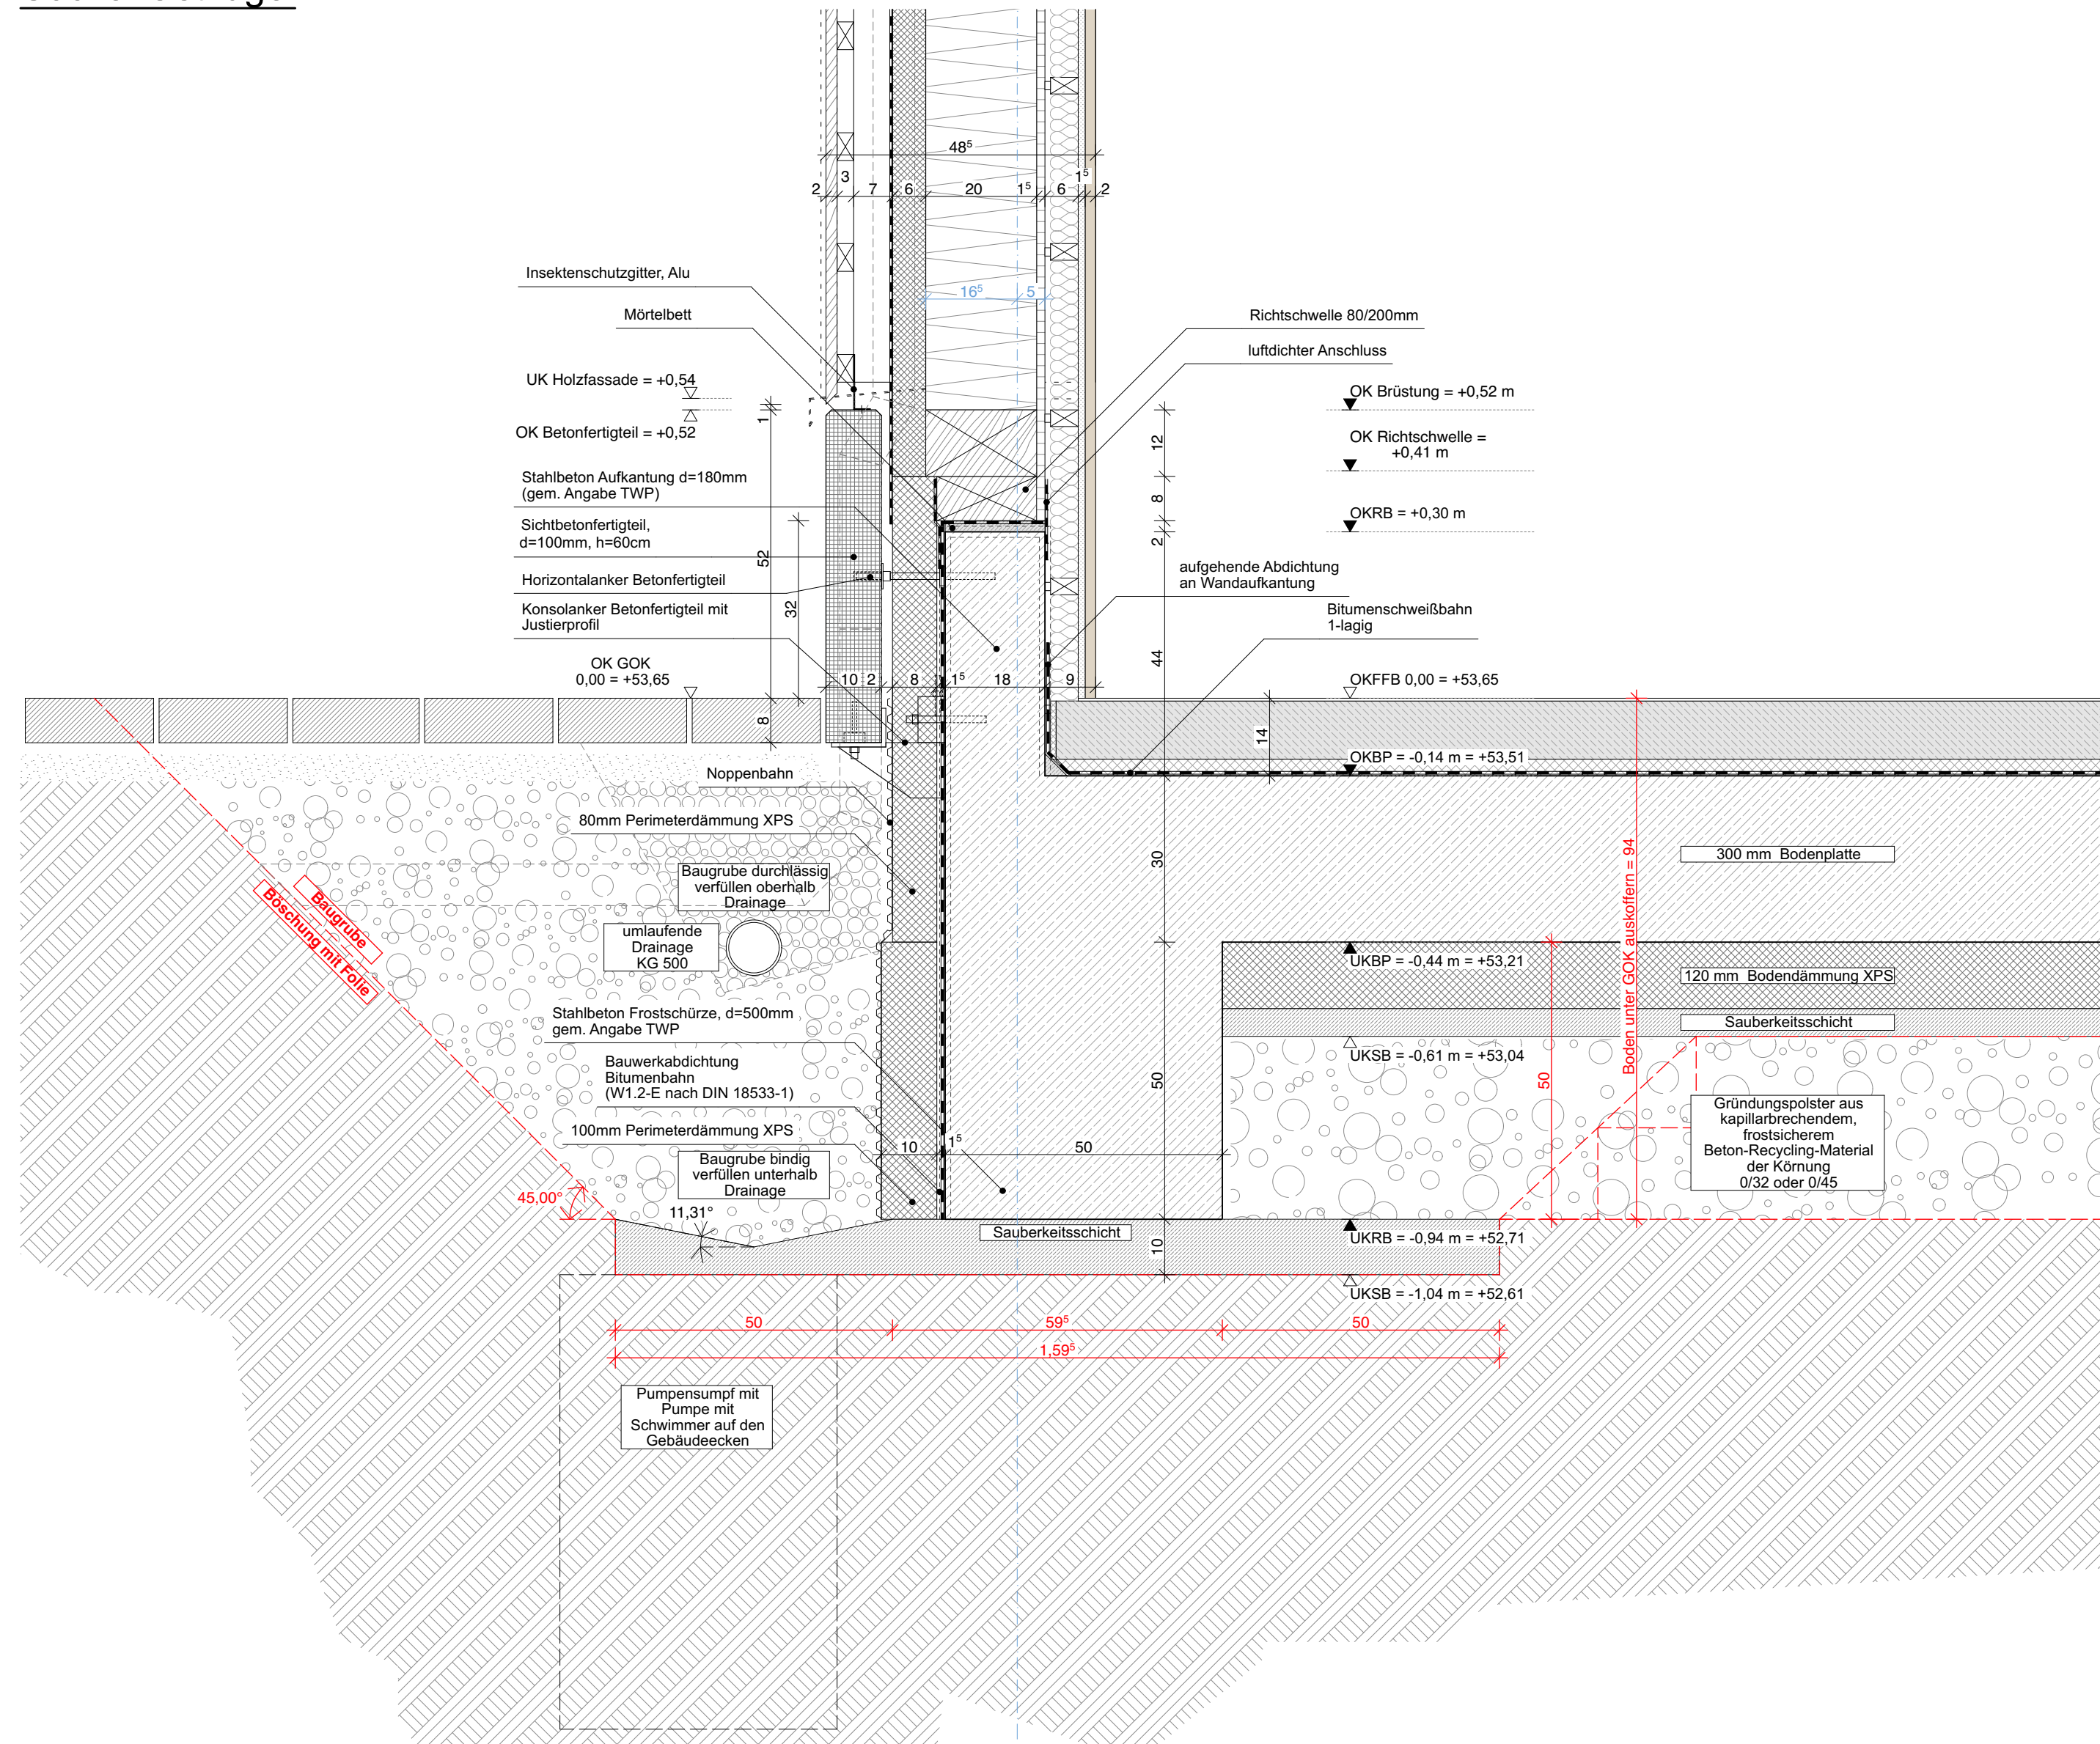 48⁵
3
1⁵
2
7
6
20
1⁵
6
2
Insektenschutzgitter, Alu
16⁵
5
Mörtelbett
Richtschwelle 80/200mm
luftdichter Anschluss
UK Holzfassade = +0,54
OK Brüstung = +0,52 m
1
OK Betonfertigteil = +0,52
12
OK Richtschwelle =
+0,41 m
Stahlbeton Aufkantung d=180mm
(gem. Angabe TWP)
8
OKRB = +0,30 m
Sichtbetonfertigteil,
d=100mm, h=60cm
52
2
Horizontalanker Betonfertigteil
aufgehende Abdichtung
an Wandaufkantung
32
Konsolanker Betonfertigteil mit
Justierprofil
Bitumenschweißbahn
1-lagig
44
OK GOK
0,00 = +53,65
10
2
8
1⁵
18
9
OKFFB 0,00 = +53,65
8
14
OKBP = -0,14 m = +53,51
Noppenbahn
80mm Perimeterdämmung XPS
Baugrube durchlässig
verfüllen oberhalb
Drainage
30
300 mm Bodenplatte
Baugrube
Böschung mit Folie
umlaufende
Drainage
KG 500
Boden unter GOK auskoffern = 94
UKBP = -0,44 m = +53,21
120 mm Bodendämmung XPS
Stahlbeton Frostschürze, d=500mm
gem. Angabe TWP
Sauberkeitsschicht
UKSB = -0,61 m = +53,04
Bauwerkabdichtung
Bitumenbahn
(W1.2-E nach DIN 18533-1)
50
50
Gründungspolster aus
kapillarbrechendem,
frostsicherem
Beton-Recycling-Material
der Körnung
0/32 oder 0/45
100mm Perimeterdämmung XPS
10
1⁵
50
Baugrube bindig
verfüllen unterhalb
Drainage
45,00°
11,31°
Sauberkeitsschicht
10
UKRB = -0,94 m = +52,71
UKSB = -1,04 m = +52,61
50
59⁵
50
1,59⁵
Pumpensumpf mit
Pumpe mit
Schwimmer auf den
Gebäudeecken